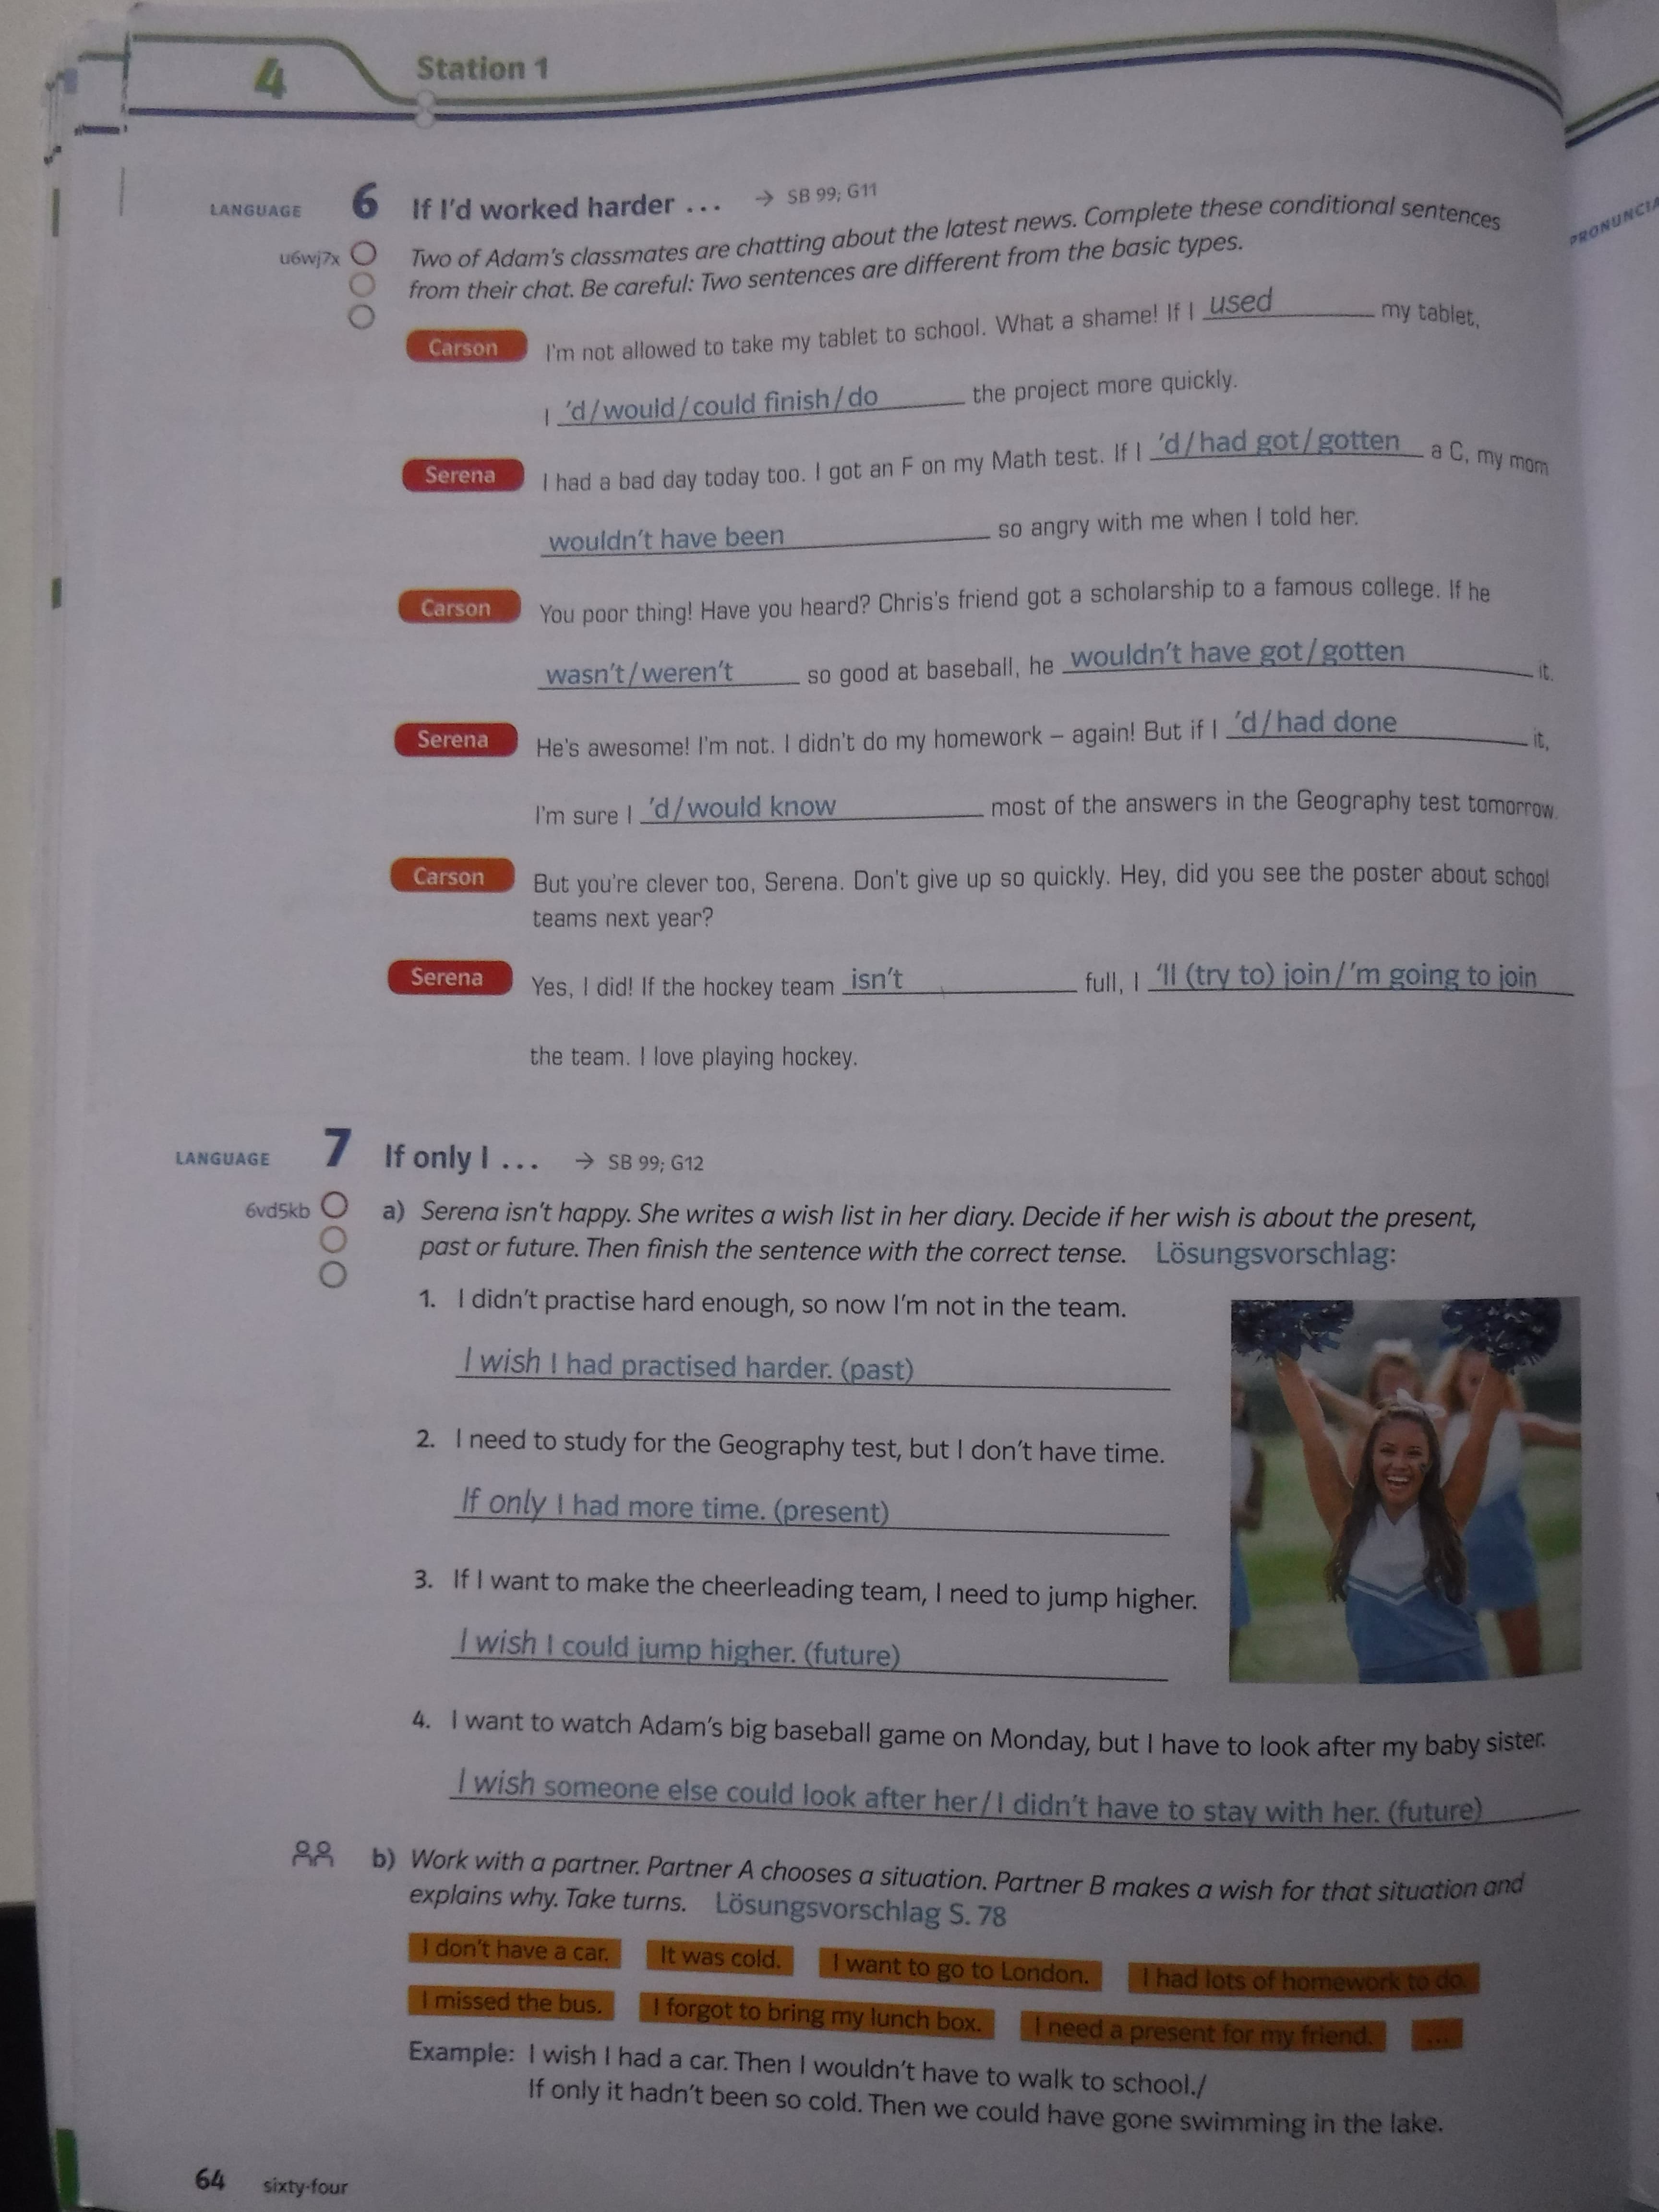 4 Station 1
LANGUAGE 6 If I'd worked harder ... → SB 99; G11
u6wj7x Two of Adam's classmates are chatting about the latest news. Complete these conditional sentences
from their chat. Be careful: Two sentences are different from the basic types.
Carson I'm not allowed to take my tablet to school. What a shame! If I used my tablet,
I 'd/would/could finish/do the project more quickly.
Serena I had a bad day today too. I got an F on my Math test. If I 'd/had got/gotten a C, my mom
wouldn't have been so angry with me when I told her.
Carson You poor thing! Have you heard? Chris's friend got a scholarship to a famous college. If he
wasn't/weren't so good at baseball, he wouldn't have got/gotten it.
Serena He's awesome! I'm not. I didn't do my homework – again! But if I 'd/had done it,
I'm sure I 'd/would know most of the answers in the Geography test tomorrow.
Carson But you're clever too, Serena. Don't give up so quickly. Hey, did you see the poster about school
teams next year?
Serena Yes, I did! If the hockey team isn't full, I 'll (try to) join/'m going to join
the team. I love playing hockey.
LANGUAGE 7 If only I ... → SB 99; G12
6vd5kb a) Serena isn't happy. She writes a wish list in her diary. Decide if her wish is about the present,
past or future. Then finish the sentence with the correct tense. Lösungsvorschlag:
1. I didn't practise hard enough, so now I'm not in the team.
I wish I had practised harder. (past)
2. I need to study for the Geography test, but I don't have time.
If only I had more time. (present)
3. If I want to make the cheerleading team, I need to jump higher.
I wish I could jump higher. (future)
4. I want to watch Adam's big baseball game on Monday, but I have to look after my baby sister.
I wish someone else could look after her/I didn't have to stay with her. (future)
b) Work with a partner. Partner A chooses a situation. Partner B makes a wish for that situation and
explains why. Take turns. Lösungsvorschlag S. 78
I don't have a car. It was cold. I want to go to London. I had lots of homework to do.
I missed the bus. I forgot to bring my lunch box. I need a present for my friend. ...
Example: I wish I had a car. Then I wouldn't have to walk to school./
If only it hadn't been so cold. Then we could have gone swimming in the lake.
64 sixty-four